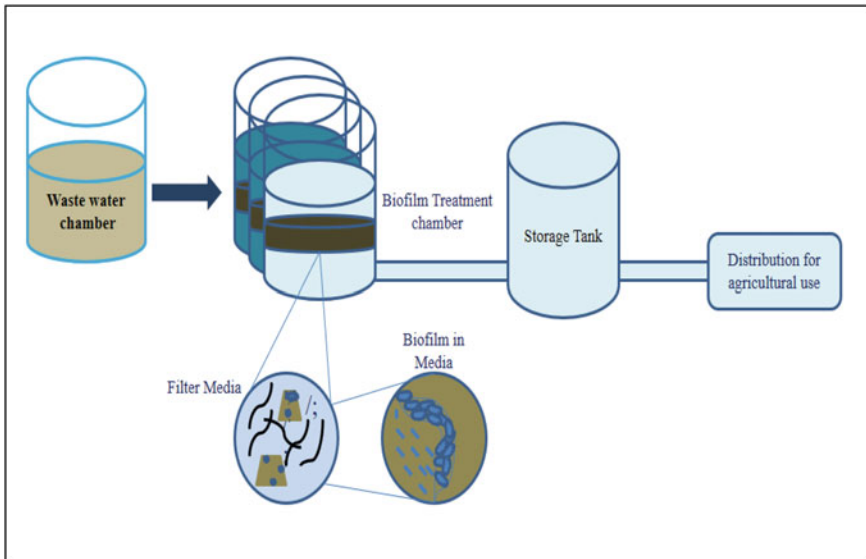 Waste water
chamber
Biofilm Treatment
chamber
Storage Tank
Distribution for
agricultural use
Filter Media
Biofilm in
Media